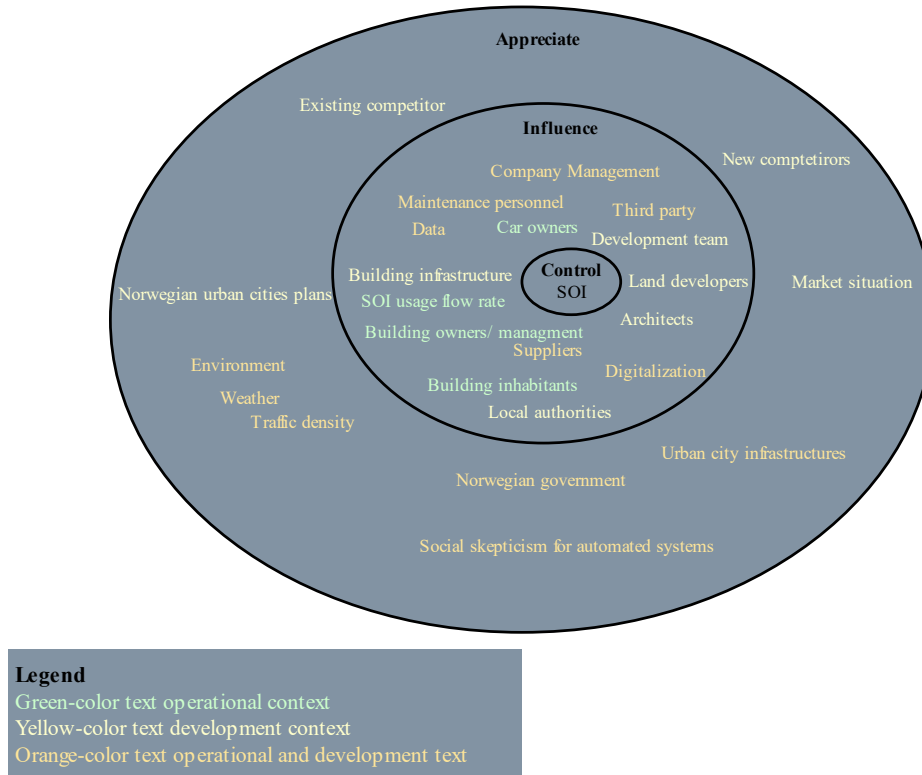 Appreciate
Existing competitor
Influence
New comptetirors
Company Management
Maintenance personnel
Third party
Data
Car owners
Development team
Control
SOI
Building infrastructure
Land developers
Market situation
Norwegian urban cities plans
SOI usage flow rate
Architects
Building owners/ managment
Suppliers
Environment
Digitalization
Building inhabitants
Weather
Local authorities
Traffic density
Urban city infrastructures
Norwegian government
Social skepticism for automated systems
Legend
Green-color text operational context
Yellow-color text development context
Orange-color text operational and development text